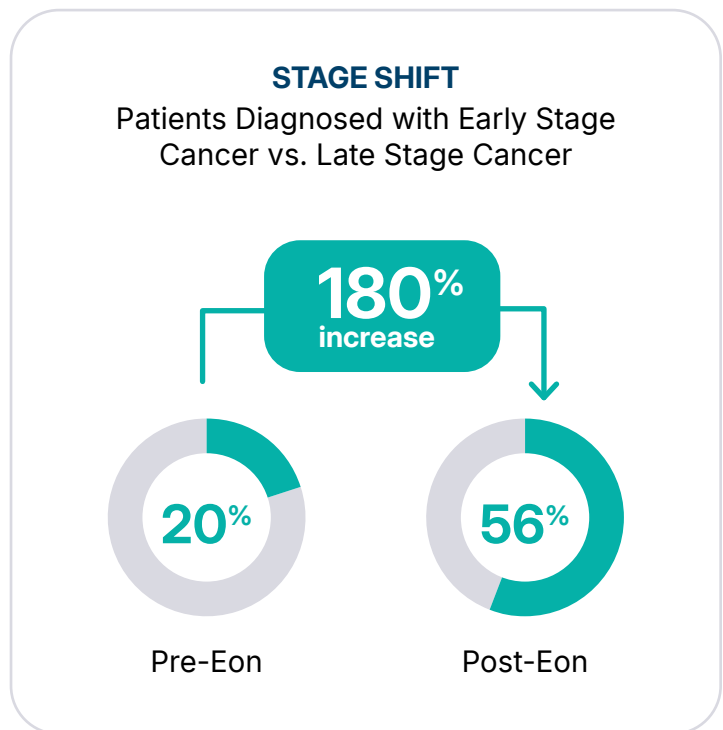 STAGE SHIFT
Patients Diagnosed with Early Stage
Cancer vs. Late Stage Cancer
180%
increase
20%
56%
Pre-Eon
Post-Eon